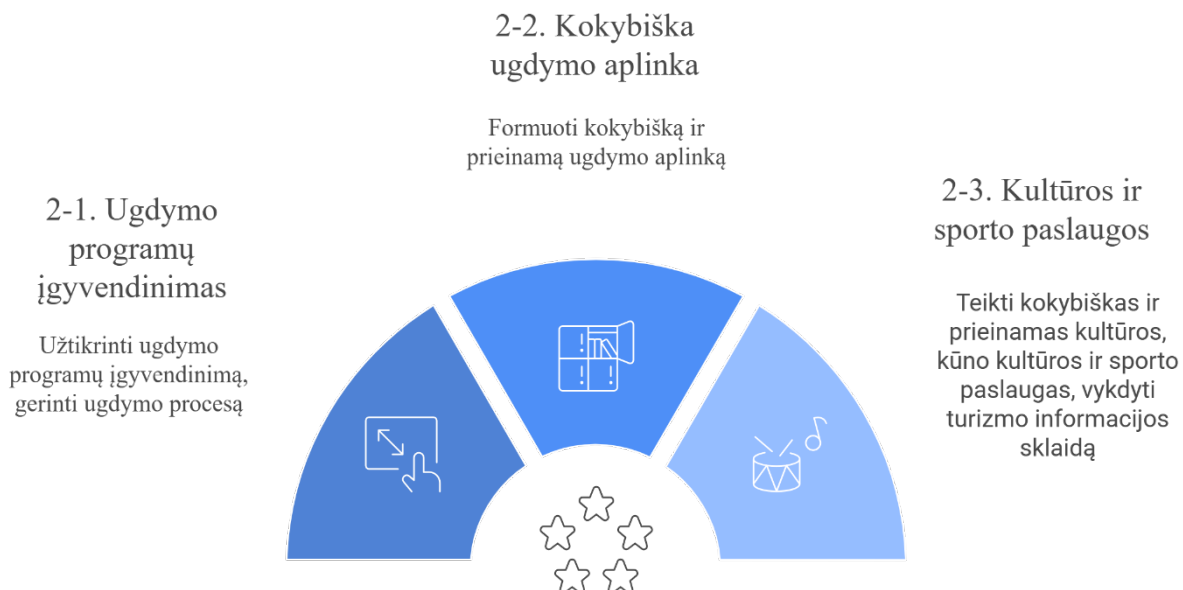 2-2. Kokybiška
ugdymo aplinka
Formuoti kokybišką ir
prieinamą ugdymo aplinką
2-1. Ugdymo
programų
įgyvendinimas
Užtikrinti ugdymo
programų įgyvendinimą,
gerinti ugdymo procesą
2-3. Kultūros ir
sporto paslaugos
Teikti kokybiškas ir
prieinamas kultūros,
kūno kultūros ir sporto
paslaugas, vykdyti
turizmo informacijos
sklaidą